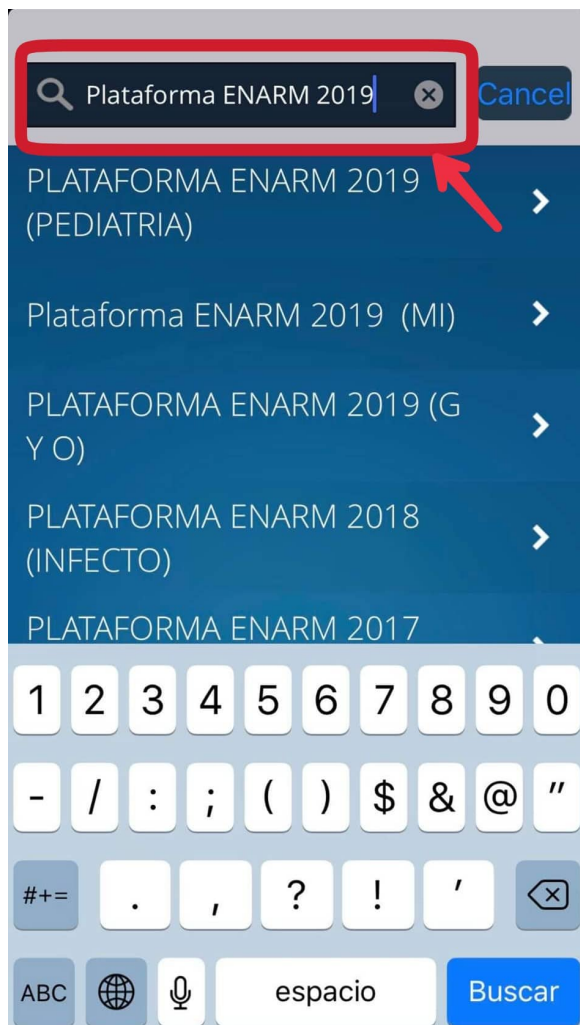 Plataforma ENARM 2019
Cancel
PLATAFORMA ENARM 2019
(PEDIATRIA)
Plataforma ENARM 2019 (MI)
PLATAFORMA ENARM 2019 (G
Y O)
PLATAFORMA ENARM 2018
(INFECTO)
PLATAFORMA ENARM 2017
1 2 3 4 5 6 7 8 9 0
- / : ; ( ) $ & @ "
#+= . , ? ! '
ABC espacio Buscar